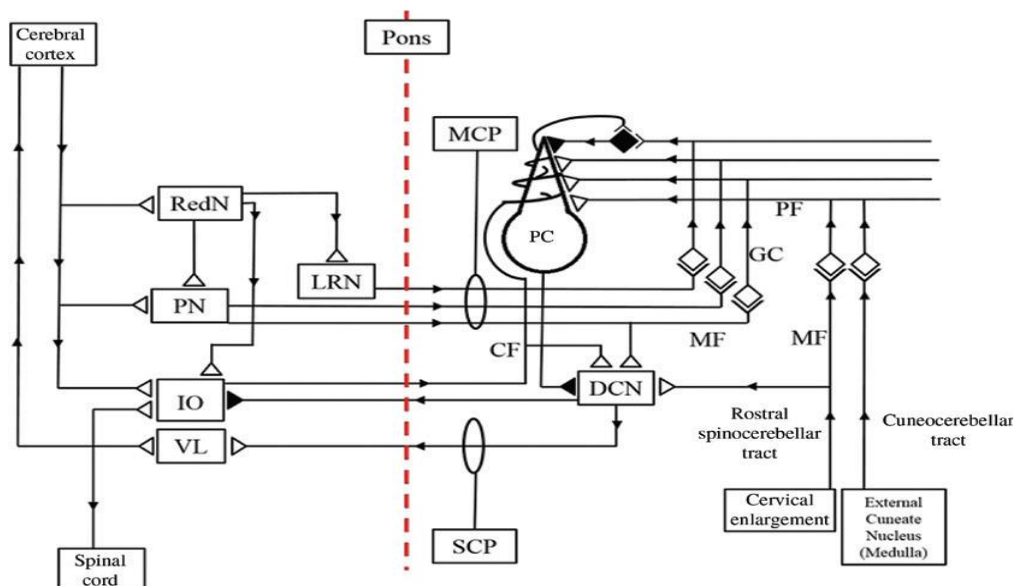 Cerebral
cortex
Pons
MCP
RedN
PF
PC
GC
LRN
PN
MF
MF
CF
IO
DCN
Rostral
spinocerebellar
tract
Cuneocerebellar
tract
VL
Cervical
enlargement
External
Cuneate
Nucleus
(Medulla)
SCP
Spinal
cord